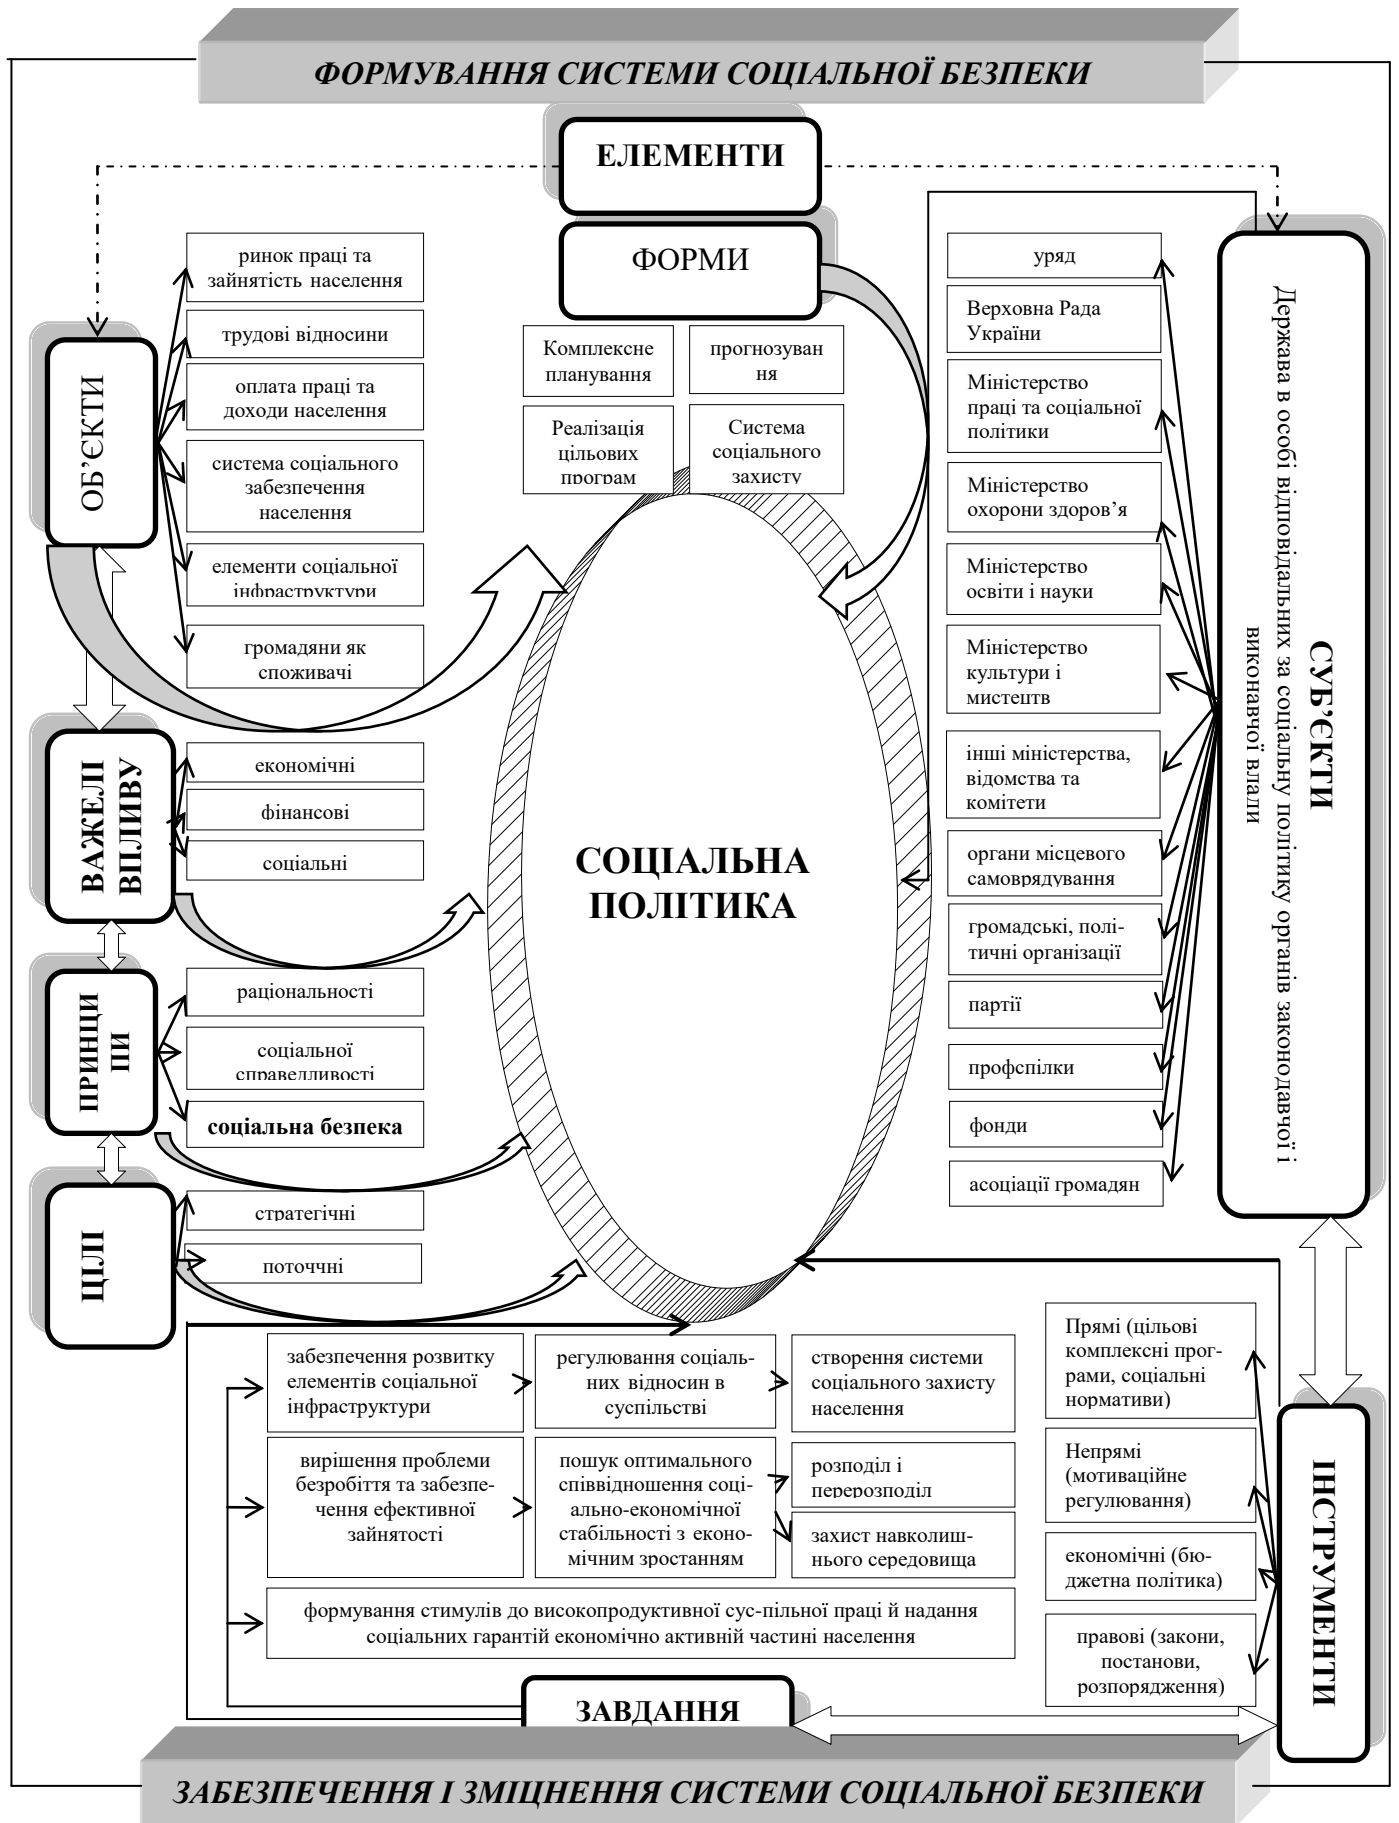 ФОРМУВАННЯ СИСТЕМИ СОЦІАЛЬНОЇ БЕЗПЕКИ
ЕЛЕМЕНТИ
ФОРМИ
Комплексне
планування
прогнозуван
ня
Реалізація
цільових
програм
Система
соціального
захисту
ОБ’ЄКТИ
ринок праці та
зайнятість населення
трудові відносини
оплата праці та
доходи населення
система соціального
забезпечення
населення
елементи соціальної
інфраструктури
громадяни як
споживачі
ВАЖЕЛІ
ВПЛИВУ
економічні
фінансові
соціальні
ПРИНЦИ
ПИ
раціональності
соціальної
справедливості
соціальна безпека
ЦІЛІ
стратегічні
поточчні
СОЦІАЛЬНА
ПОЛІТИКА
уряд
Верховна Рада
України
Міністерство
праці та соціальної
політики
Міністерство
охорони здоров’я
Міністерство
освіти і науки
Міністерство
культури і
мистецтв
інші міністерства,
відомства та
комітети
органи місцевого
самоврядування
громадські, полі-
тичні організації
партії
профспілки
фонди
асоціації громадян
СУБ’ЄКТИ
Держава в особі відповідальних за соціальну політику органів законодавчої і
виконавчої влади
забезпечення розвитку
елементів соціальної
інфраструктури
регулювання соціаль-
них відносин в
суспільстві
створення системи
соціального захисту
населення
вирішення проблеми
безробіття та забезпе-
чення ефективної
зайнятості
пошук оптимального
співвідношення соці-
ально-економічної
стабільності з еконо-
мічним зростанням
розподіл і
перерозподіл
захист навколиш-
нього середовища
формування стимулів до високопродуктивної сус-пільної праці й надання
соціальних гарантій економічно активній частині населення
Прямі (цільові
комплексні прог-
рами, соціальні
нормативи)
Непрямі
(мотиваційне
регулювання)
економічні (бю-
джетна політика)
правові (закони,
постанови,
розпорядження)
ІНСТРУМЕНТИ
ЗАВДАННЯ
ЗАБЕЗПЕЧЕННЯ І ЗМІЦНЕННЯ СИСТЕМИ СОЦІАЛЬНОЇ БЕЗПЕКИ